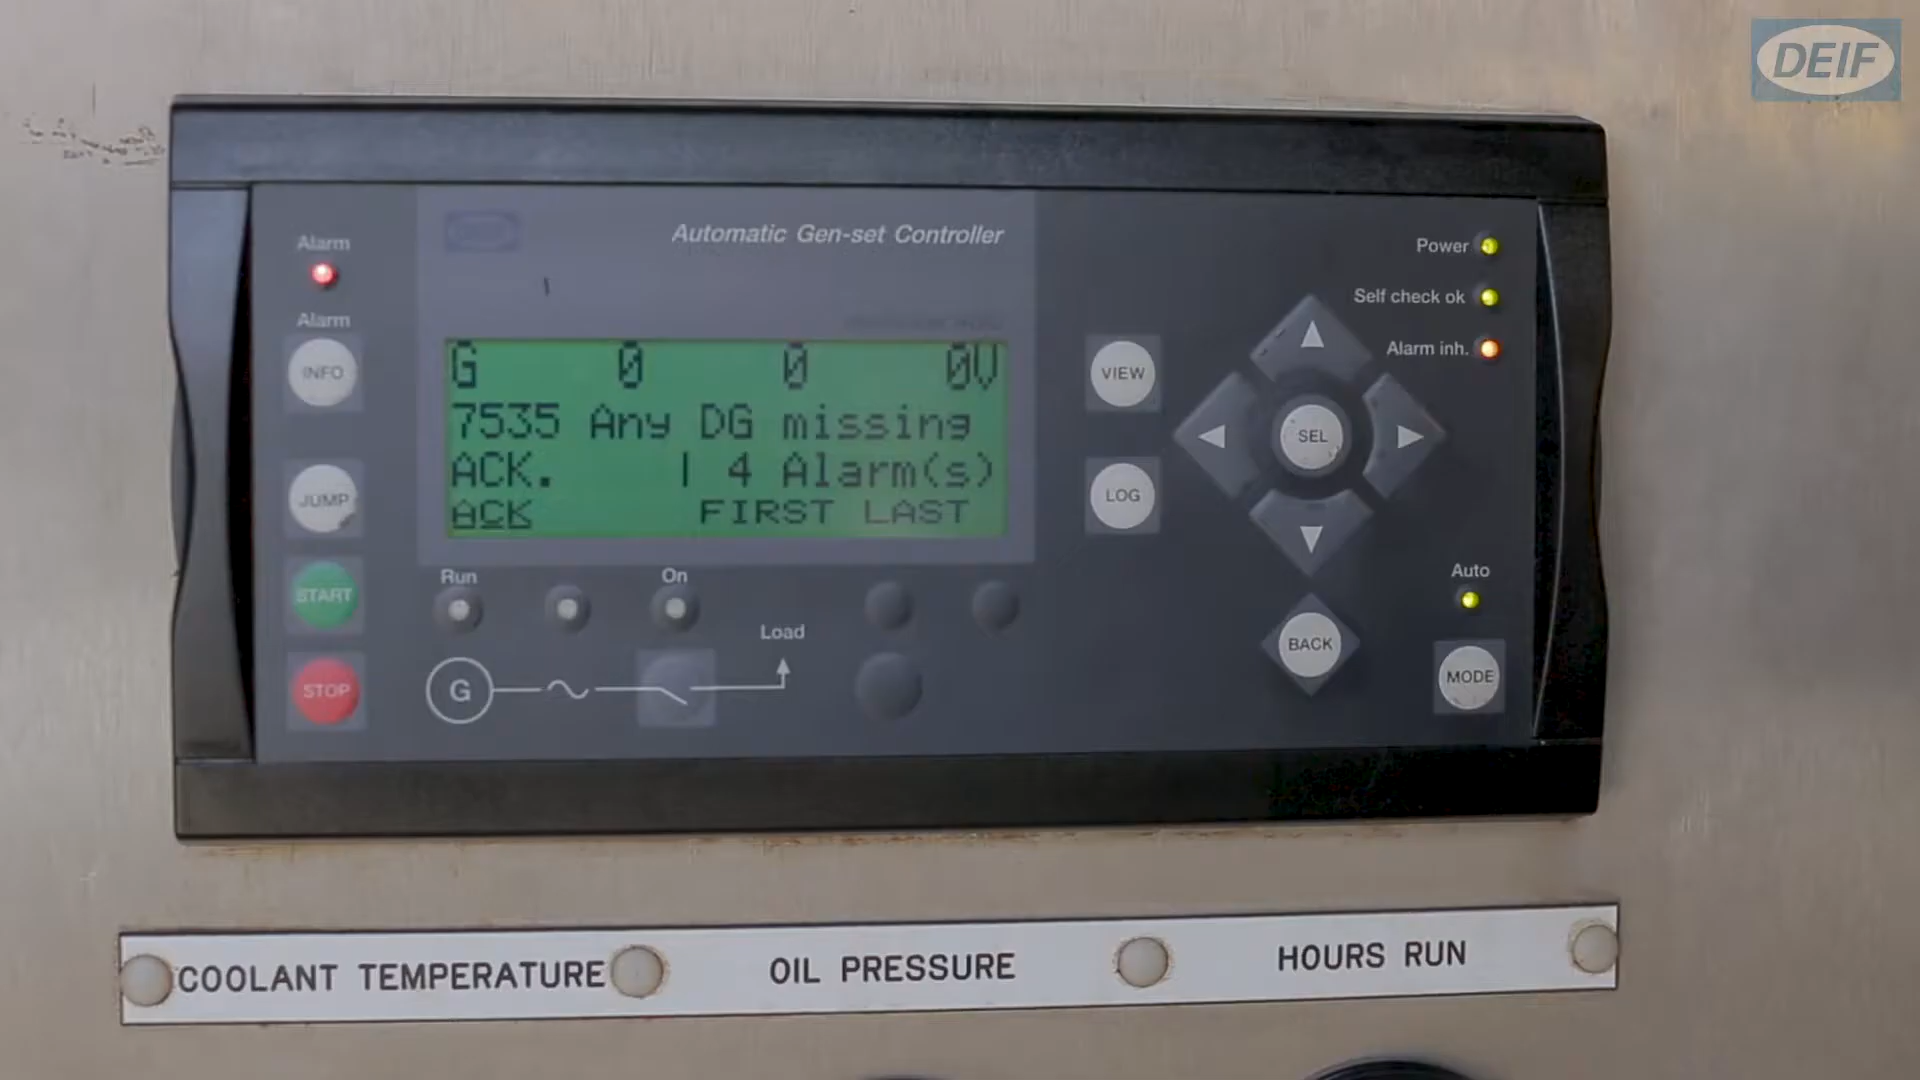 DEIF
Automatic Gen-set Controller
Alarm
Alarm
INFO
JUMP
START
STOP
G 0 0 0V
7535 Any DG missing
ACK. | 4 Alarm(s)
ACK FIRST LAST
Run
On
Load
G
VIEW
LOG
Power
Self check ok
Alarm inh.
SEL
BACK
Auto
MODE
COOLANT TEMPERATURE
OIL PRESSURE
HOURS RUN